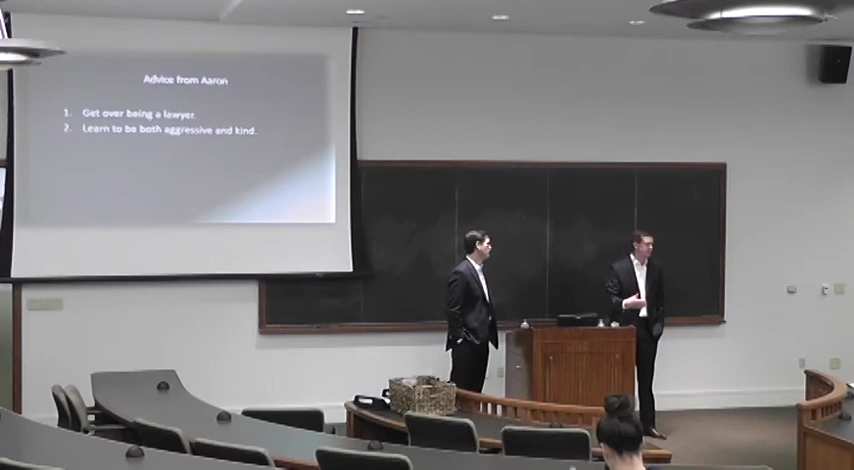 Advice from Aaron
1. Get over being a lawyer.
2. Learn to be both aggressive and kind.